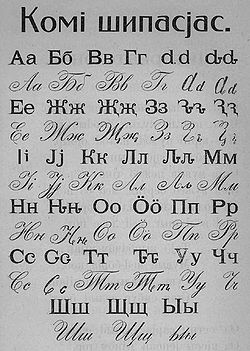 Комі шипасјас.
Аа Бб Вв Гг Ԁԁ Ԃԃ
Аа Бб Вв Гг Ԁԁ Ԃԃ
Ее Жж Җҗ Зз Ԅԅ Ԇԇ
Ее Жж Җҗ Зз Ԅԅ Ԇԇ
Іі Јј Кк Лл Ԉԉ Мм
Іі Јј Кк Лл Ԉԉ Мм
Нн Ԋԋ Оо Ӧӧ Пп Рр
Нн Ԋԋ Оо Ӧӧ Пп Рр
Сс Ԍԍ Тт Ԏԏ Уу Чч
Сс Ԍԍ Тт Ԏԏ Уу Чч
Шш Щщ Ыы
Шш Щщ Ыы